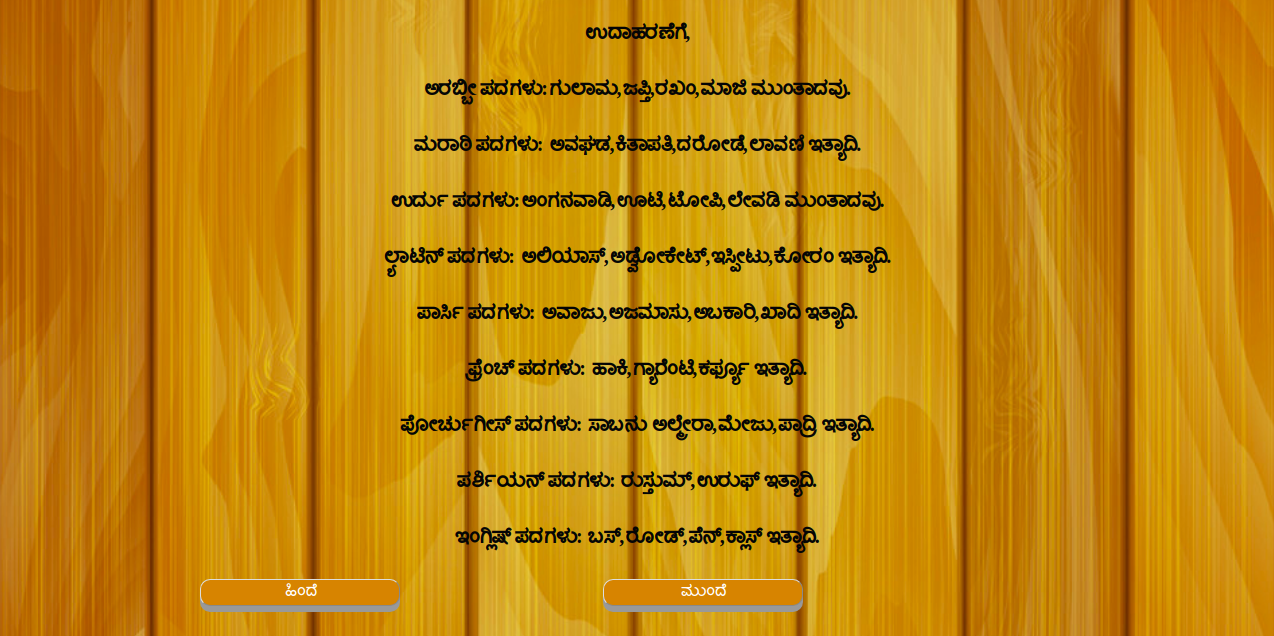 ಉದಾಹರಣೆಗೆ,
ಅರಬ್ಬೀ ಪದಗಳು: ಗುಲಾಮ, ಜಪ್ತಿ, ರಖಂ, ಮಾಜಿ ಮುಂತಾದವು.
ಮರಾಠಿ ಪದಗಳು: ಅವಘಡ, ಕಿತಾಪತಿ, ದರೋಡೆ, ಲಾವಣಿ ಇತ್ಯಾದಿ.
ಉರ್ದು ಪದಗಳು: ಅಂಗನವಾಡಿ, ಊಟಿ, ಟೋಪಿ, ಲೇವಡಿ ಮುಂತಾದವು.
ಲ್ಯಾಟಿನ್ ಪದಗಳು: ಅಲಿಯಾಸ್, ಅಡ್ವೋಕೇಟ್, ಇಸ್ಪೀಟು, ಕೋರಂ ಇತ್ಯಾದಿ.
ಪಾರ್ಸಿ ಪದಗಳು: ಅವಾಜು, ಅಜಮಾಸು, ಅಬಕಾರಿ, ಖಾದಿ ಇತ್ಯಾದಿ.
ಫ್ರೆಂಚ್ ಪದಗಳು: ಹಾಕಿ, ಗ್ಯಾರೆಂಟಿ, ಕರ್ಫ್ಯೂ ಇತ್ಯಾದಿ.
ಪೋರ್ಚುಗೀಸ್ ಪದಗಳು: ಸಾಬನು ಅಲ್ಮೇರಾ, ಮೇಜು, ಪಾದ್ರಿ ಇತ್ಯಾದಿ.
ಪರ್ಶಿಯನ್ ಪದಗಳು: ರುಸ್ತುಮ್, ಉರುಫ್ ಇತ್ಯಾದಿ.
ಇಂಗ್ಲಿಷ್ ಪದಗಳು: ಬಸ್, ರೋಡ್, ಪೆನ್, ಕ್ಲಾಸ್ ಇತ್ಯಾದಿ.
ಹಿಂದೆ ಮುಂದೆ